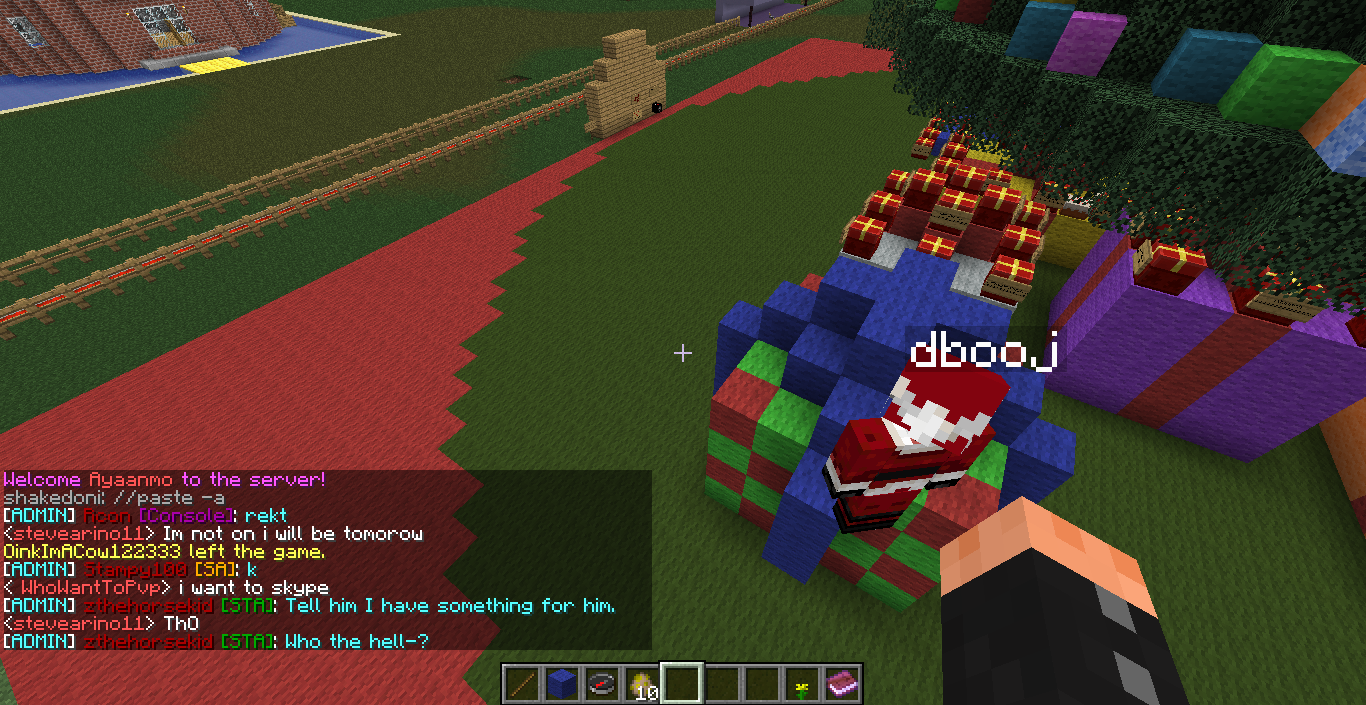 dbooj
Welcome Ayaanmo to the server!
shakedoni: //paste -a
[ADMIN] Rcon [Console]: rekt
<stevearino11> Im not on i will be tomorow
OinkImACow122333 left the game.
[ADMIN] Stampy100 [SA]: k
< WhoWantToPvp> i want to skype
[ADMIN] zthehorsekid [STA]: Tell him I have something for him.
<stevearino11> ThO
[ADMIN] zthehorsekid [STA]: Who the hell-?
10